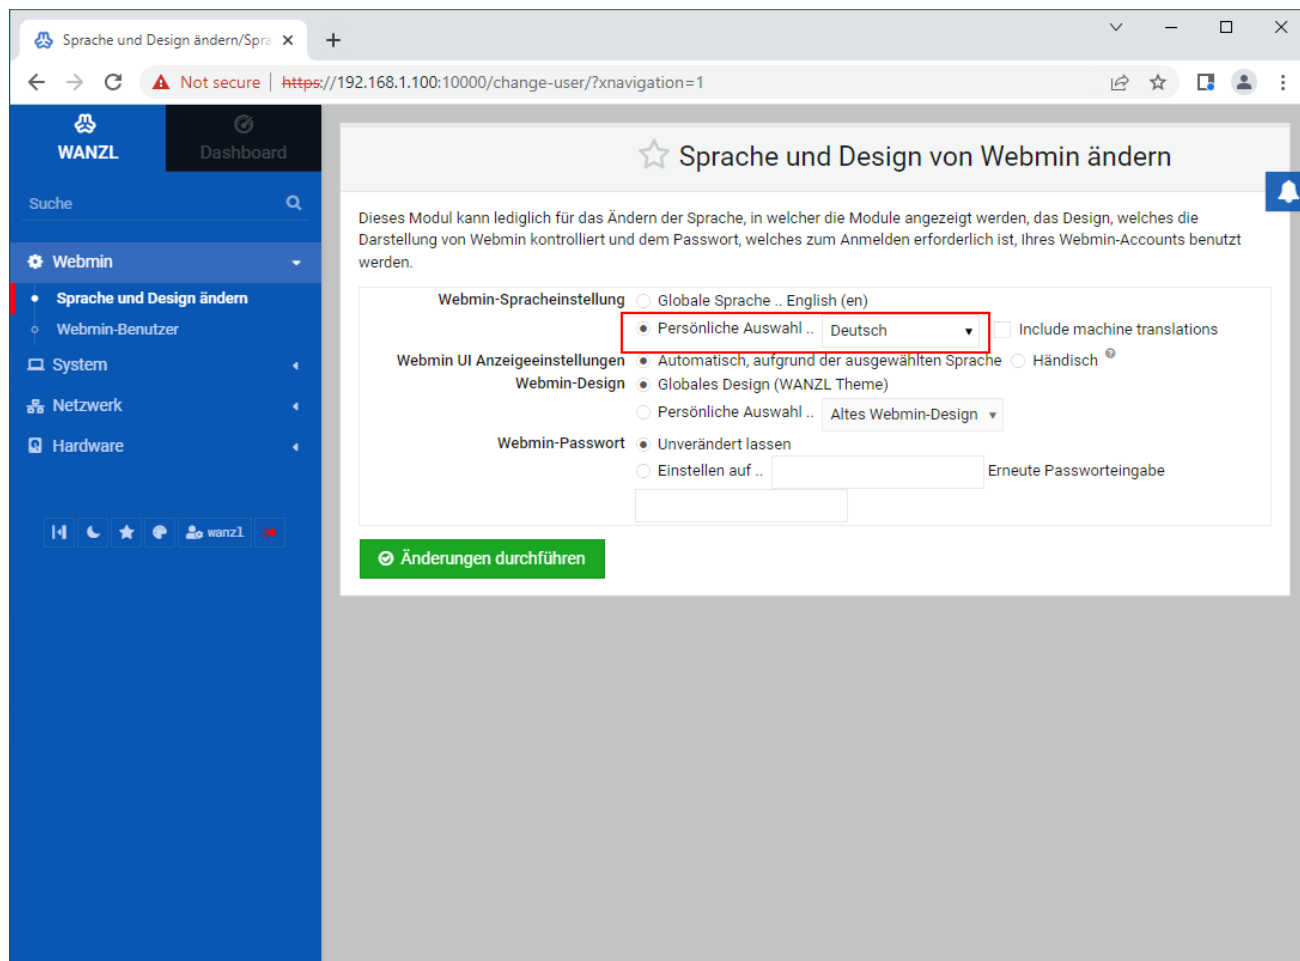 Sprache und Design ändern/Spra
Not secure https://192.168.1.100:10000/change-user/?xnavigation=1
WANZL
Dashboard
Suche
Webmin
Sprache und Design ändern
Webmin-Benutzer
System
Netzwerk
Hardware
wanzl
Sprache und Design von Webmin ändern
Dieses Modul kann lediglich für das Ändern der Sprache, in welcher die Module angezeigt werden, das Design, welches die
Darstellung von Webmin kontrolliert und dem Passwort, welches zum Anmelden erforderlich ist, Ihres Webmin-Accounts benutzt
werden.
Webmin-Spracheinstellung Globale Sprache .. English (en)
Persönliche Auswahl .. Deutsch Include machine translations
Webmin UI Anzeigeeinstellungen Automatisch, aufgrund der ausgewählten Sprache Händisch
Webmin-Design Globales Design (WANZL Theme)
Persönliche Auswahl .. Altes Webmin-Design
Webmin-Passwort Unverändert lassen
Einstellen auf .. Erneute Passworteingabe
Änderungen durchführen